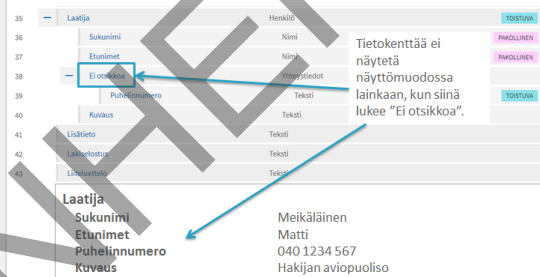 35 Laatija Henkilö TOISTUVA
36 Sukunimi Nimi PAKOLLINEN
37 Etunimet Nimi PAKOLLINEN
38 Ei otsikkoa Yhteystiedot
39 Puhelinnumero Teksti TOISTUVA
40 Kuvaus Teksti
41 Lisätieto Teksti
42 Lakiselostus Teksti
43 Liiteluettelo Teksti
Tietokenttää ei
näytetä
näyttömuodossa
lainkaan, kun siinä
lukee ”Ei otsikkoa”.
Laatija
Sukunimi Meikäläinen
Etunimet Matti
Puhelinnumero 040 1234 567
Kuvaus Hakijan aviopuoliso